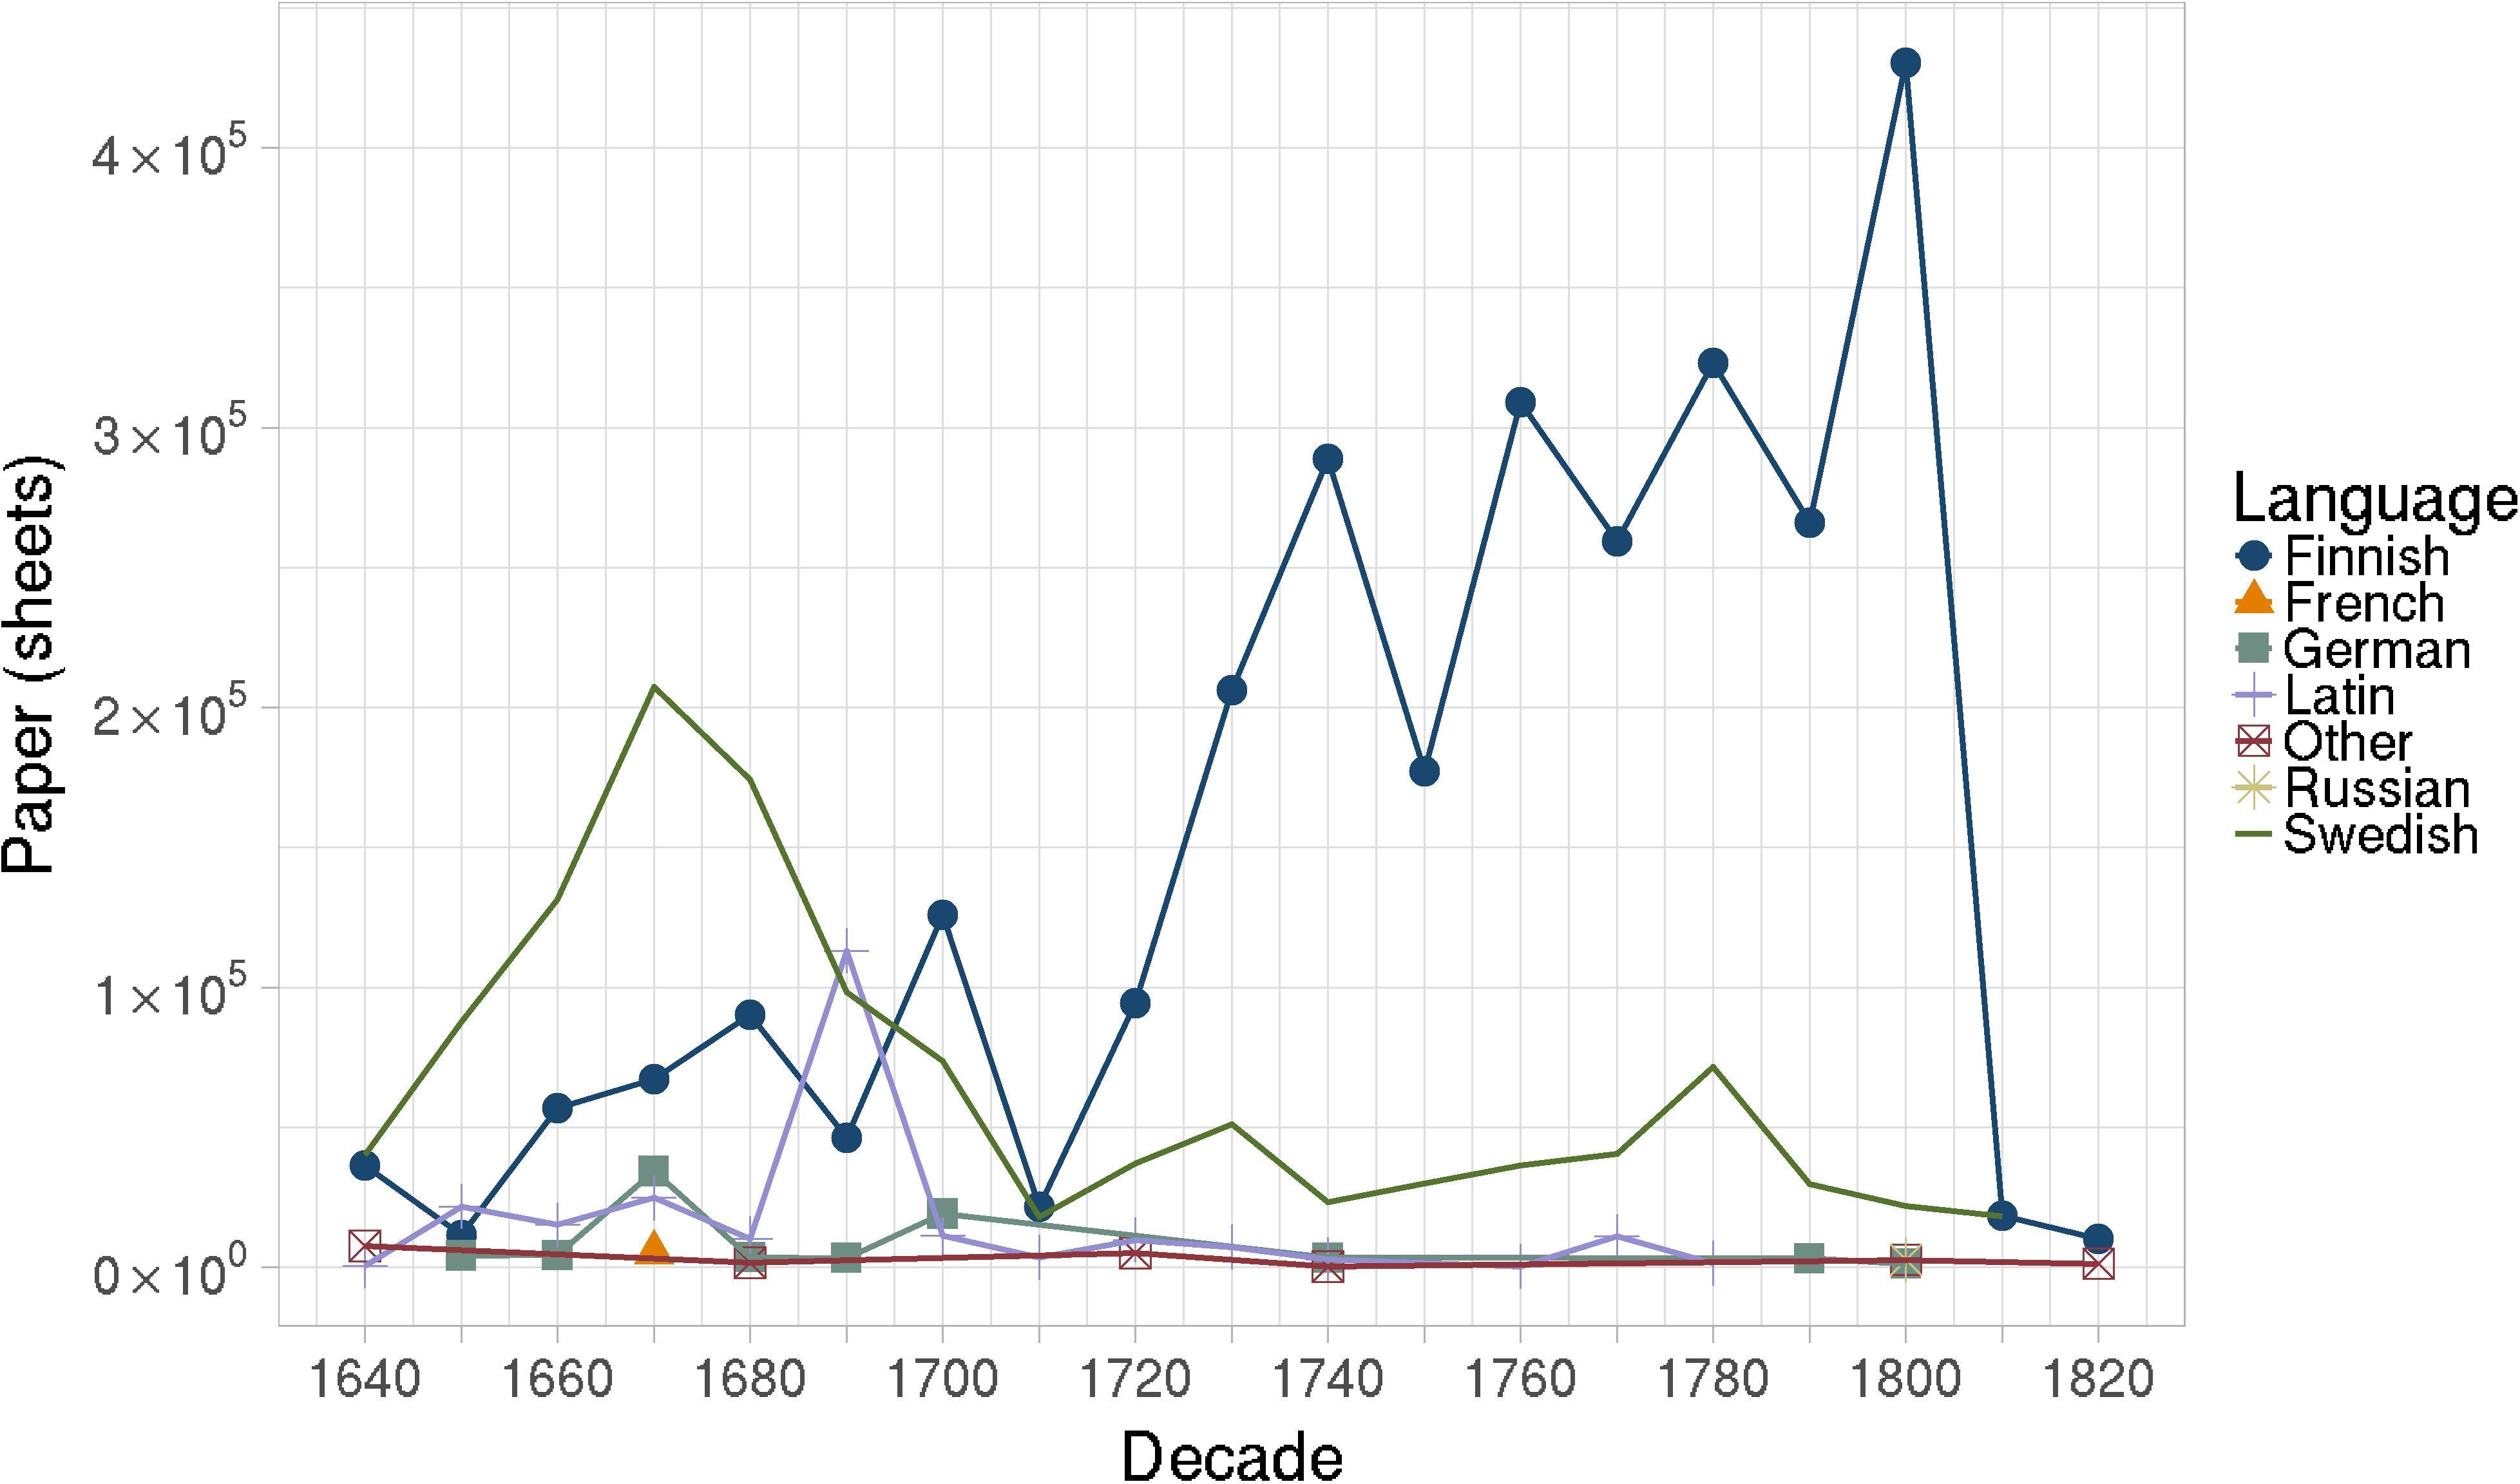 Paper (sheets)
4×10⁵
3×10⁵
2×10⁵
1×10⁵
0×10⁰
1640 1660 1680 1700 1720 1740 1760 1780 1800 1820
Decade
Language
Finnish
French
German
Latin
Other
Russian
Swedish